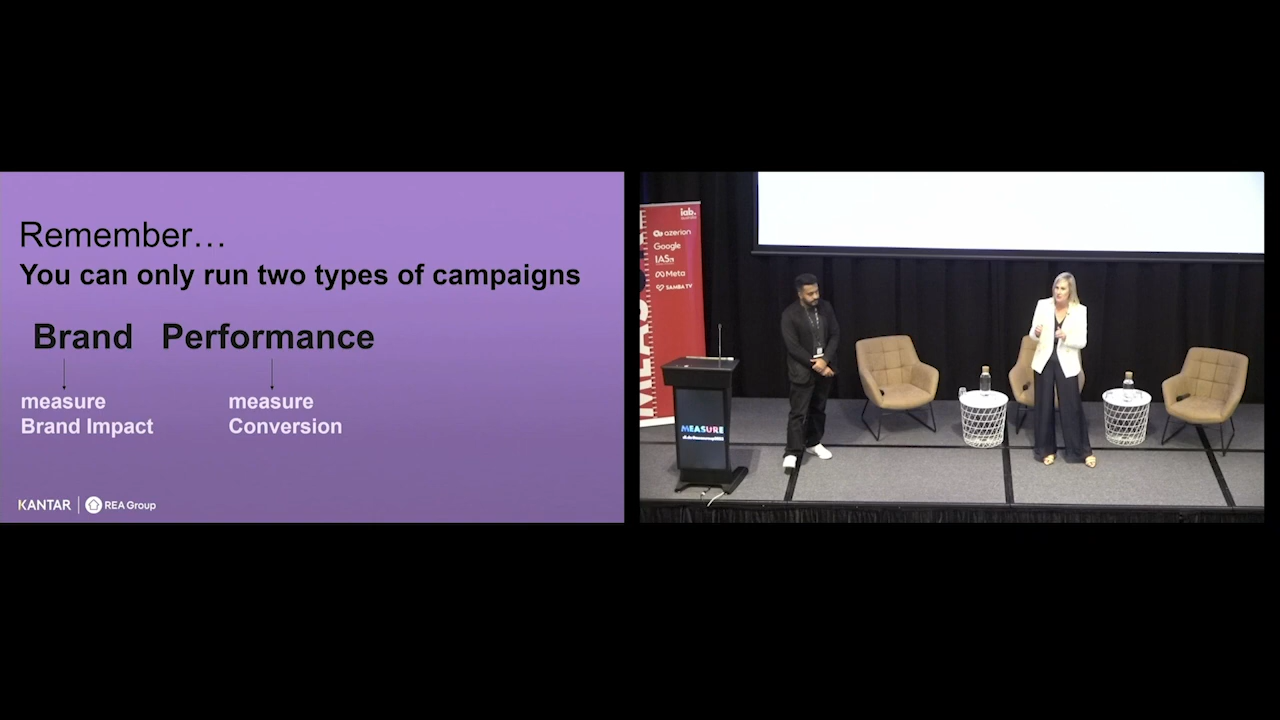 Remember…
You can only run two types of campaigns
Brand Performance
measure measure
Brand Impact Conversion
KANTAR REA Group
iab.
azerion
Google
IAS
Meta
SAMBA TV
MEASURE